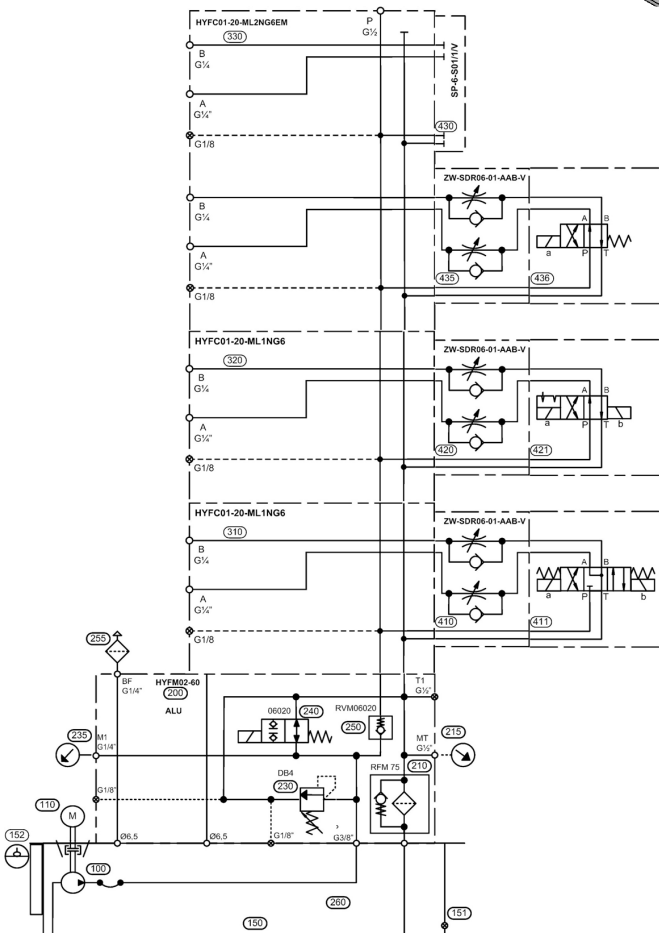 HYFC01-20-ML2NG6EM
330
P
G½
B
G¼
SP-6-S01/1/V
A
G¼"
430
G1/8
ZW-SDR06-01-AAB-V
B
G¼
A
B
a
P
T
A
G¼"
435
436
G1/8
HYFC01-20-ML1NG6
320
ZW-SDR06-01-AAB-V
B
G¼
A
B
a
P
T
b
A
G¼"
420
421
G1/8
HYFC01-20-ML1NG6
310
ZW-SDR06-01-AAB-V
B
G¼
A
B
a
P
T
b
A
G¼"
410
411
G1/8
255
BF
G1/4"
HYFM02-60
200
ALU
T1
G½"
06020
240
RVM06020
250
235
M1
G1/4"
MT
G½"
215
RFM 75
210
DB4
230
G1/8"
110
M
152
Ø6,5
Ø6,5
G1/8"
G3/8"
100
260
150
151